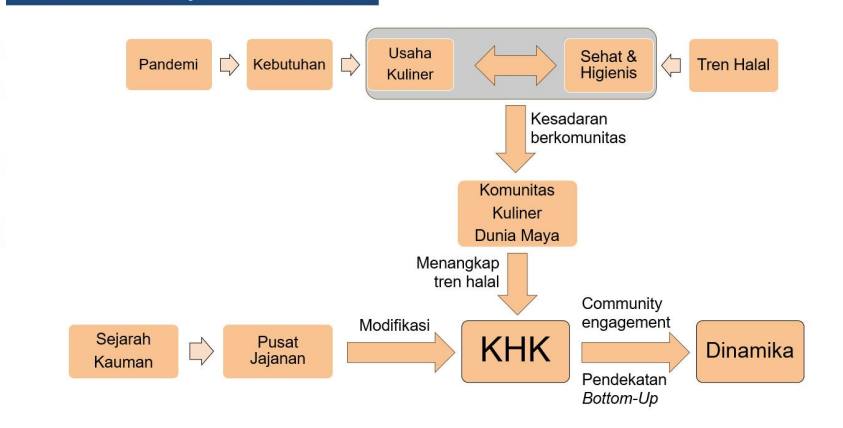 Pandemi
Kebutuhan
Usaha
Kuliner
Sehat &
Higienis
Tren Halal
Kesadaran
berkomunitas
Komunitas
Kuliner
Dunia Maya
Menangkap
tren halal
Sejarah
Kauman
Pusat
Jajanan
Modifikasi
KHK
Community
engagement
Pendekatan
Bottom-Up
Dinamika